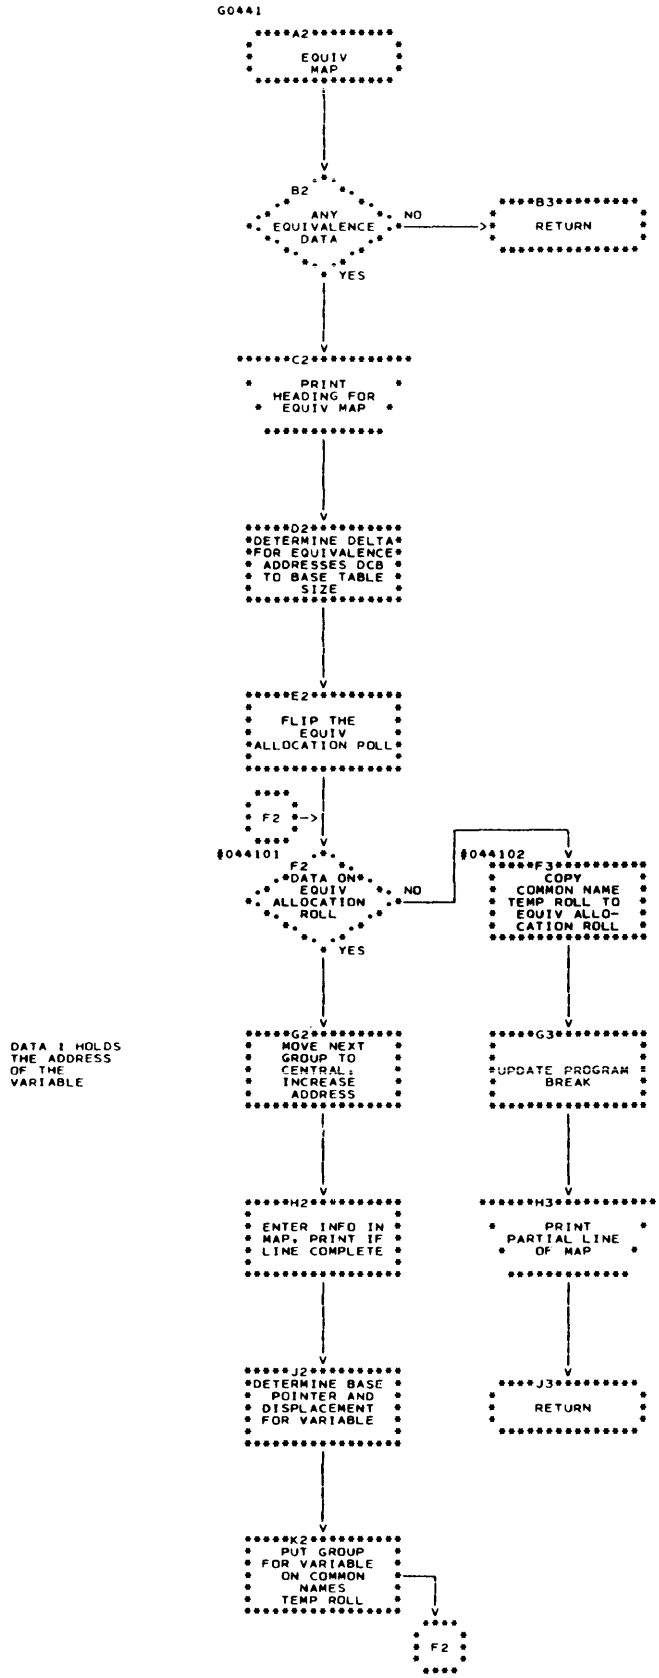 G0441
A2
EQUIV
MAP
B2
ANY
EQUIVALENCE
DATA
NO
YES
B3
RETURN
C2
PRINT
HEADING FOR
EQUIV MAP
D2
DETERMINE DELTA
FOR EQUIVALENCE
ADDRESSES DCB
TO BASE TABLE
SIZE
E2
FLIP THE
EQUIV
ALLOCATION ROLL
F2
#044101
F2
DATA ON
EQUIV
ALLOCATION
ROLL
NO
YES
#044102
F3
COPY
COMMON NAME
TEMP ROLL TO
EQUIV ALLO-
CATION ROLL
DATA 1 HOLDS
THE ADDRESS
OF THE
VARIABLE
G2
MOVE NEXT
GROUP TO
CENTRAL.
INCREASE
ADDRESS
G3
UPDATE PROGRAM
BREAK
H2
ENTER INFO IN
MAP, PRINT IF
LINE COMPLETE
H3
PRINT
PARTIAL LINE
OF MAP
J2
DETERMINE BASE
POINTER AND
DISPLACEMENT
FOR VARIABLE
J3
RETURN
K2
PUT GROUP
FOR VARIABLE
ON COMMON
NAMES
TEMP ROLL
F2